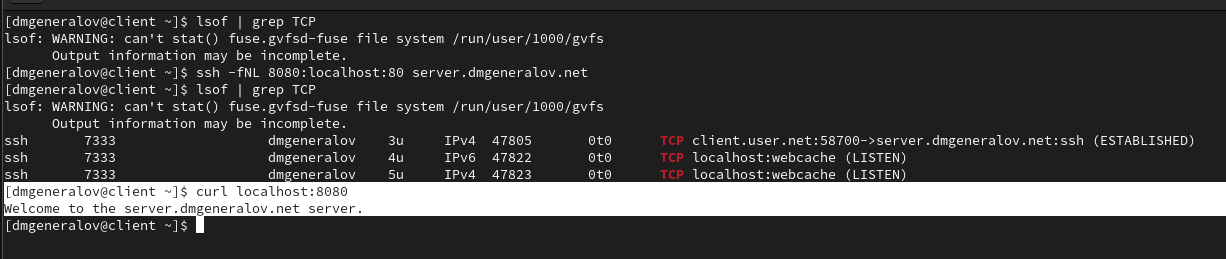 [dmgeneralov@client ~]$ lsof | grep TCP
lsof: WARNING: can't stat() fuse.gvfsd-fuse file system /run/user/1000/gvfs
      Output information may be incomplete.
[dmgeneralov@client ~]$ ssh -fNL 8080:localhost:80 server.dmgeneralov.net
[dmgeneralov@client ~]$ lsof | grep TCP
lsof: WARNING: can't stat() fuse.gvfsd-fuse file system /run/user/1000/gvfs
      Output information may be incomplete.
ssh       7333                   dmgeneralov    3u     IPv4  47805       0t0      TCP client.user.net:58700->server.dmgeneralov.net:ssh (ESTABLISHED)
ssh       7333                   dmgeneralov    4u     IPv6  47822       0t0      TCP localhost:webcache (LISTEN)
ssh       7333                   dmgeneralov    5u     IPv4  47823       0t0      TCP localhost:webcache (LISTEN)
[dmgeneralov@client ~]$ curl localhost:8080
Welcome to the server.dmgeneralov.net server.
[dmgeneralov@client ~]$